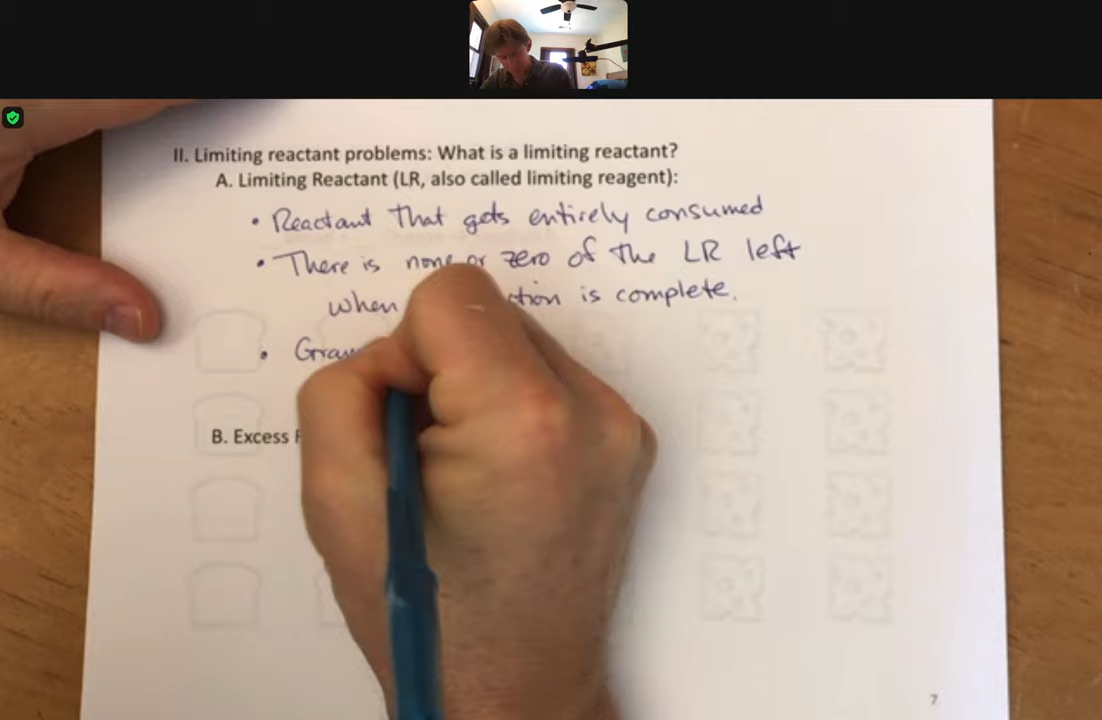 II. Limiting reactant problems: What is a limiting reactant?
A. Limiting Reactant (LR, also called limiting reagent):
• Reactant that gets entirely consumed
• There is none or zero of the LR left
when is complete.
•
B. Excess
7